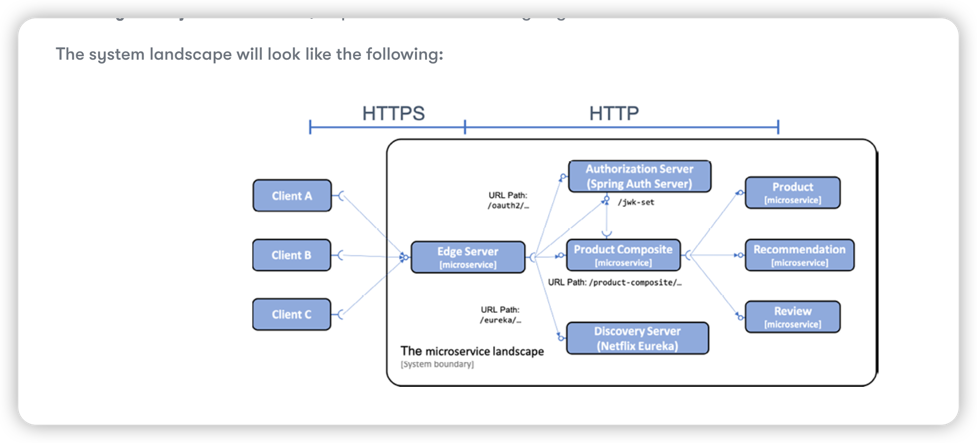 The system landscape will look like the following:
HTTPS
HTTP
Client A
Client B
Client C
Edge Server
[microservice]
URL Path:
/oauth2/…
Authorization Server
(Spring Auth Server)
/jwk-set
Product Composite
[microservice]
URL Path: /product-composite/…
URL Path:
/eureka/…
Discovery Server
(Netflix Eureka)
Product
[microservice]
Recommendation
[microservice]
Review
[microservice]
The microservice landscape
[System boundary]